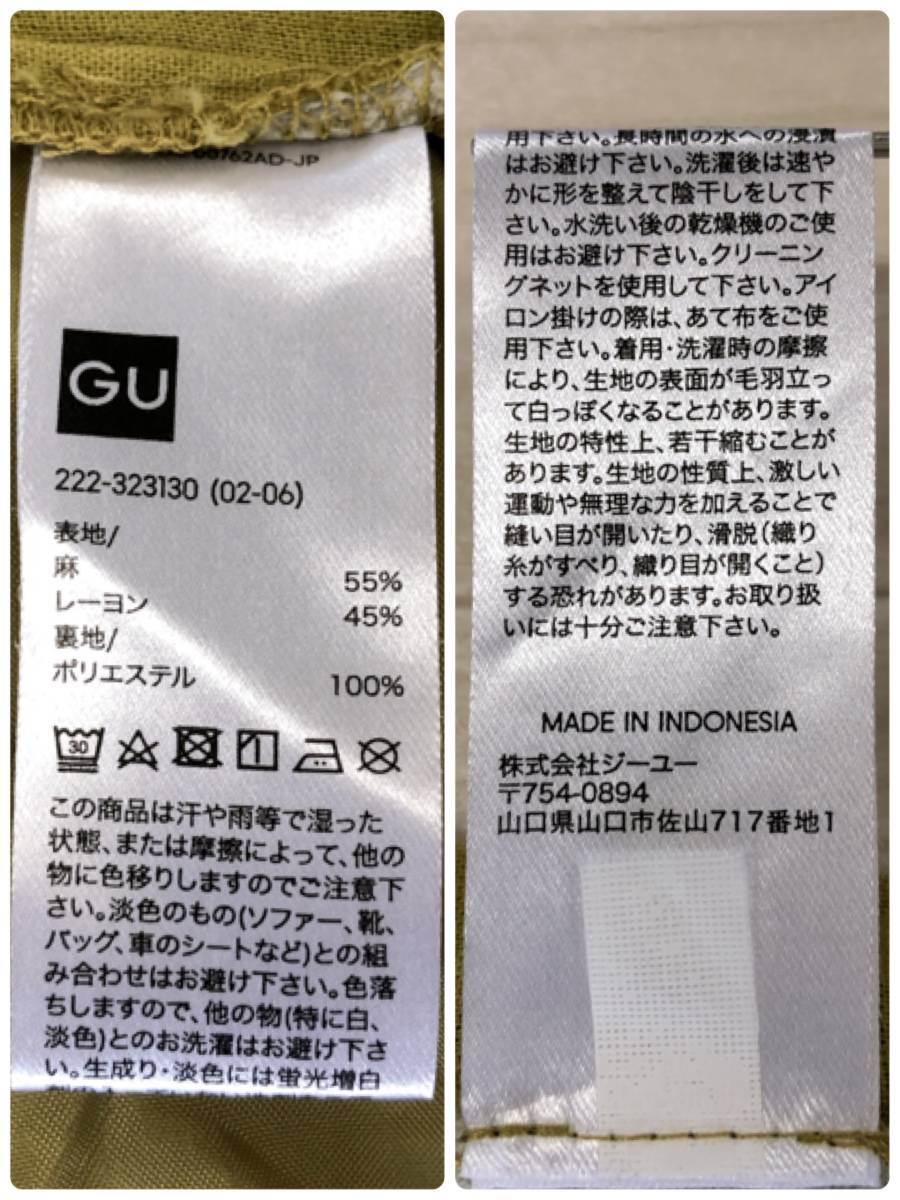 00762AD-JP
GU
222-323130 (02-06)
表地/
麻 55%
レーヨン 45%
裏地/
ポリエステル 100%
30
この商品は汗や雨等で湿った
状態、または摩擦によって、他の
物に色移りしますのでご注意下
さい。淡色のもの(ソファー、靴、
バッグ、車のシートなど)との組
み合わせはお避け下さい。色落
ちしますので、他の物(特に白、
淡色)とのお洗濯はお避け下さ
い。生成り・淡色には蛍光増白
用下さい。長時間の水への浸漬
はお避け下さい。洗濯後は速や
かに形を整えて陰干しをして下
さい。水洗い後の乾燥機のご使
用はお避け下さい。クリーニン
グネットを使用して下さい。アイ
ロン掛けの際は、あて布をご使
用下さい。着用・洗濯時の摩擦
により、生地の表面が毛羽立っ
て白っぽくなることがあります。
生地の特性上、若干縮むことが
あります。生地の性質上、激しい
運動や無理な力を加えることで
縫い目が開いたり、滑脱(織り
糸がすべり、織り目が開くこと)
する恐れがあります。お取り扱
いには十分ご注意下さい。
MADE IN INDONESIA
株式会社ジーユー
〒754-0894
山口県山口市佐山717番地1